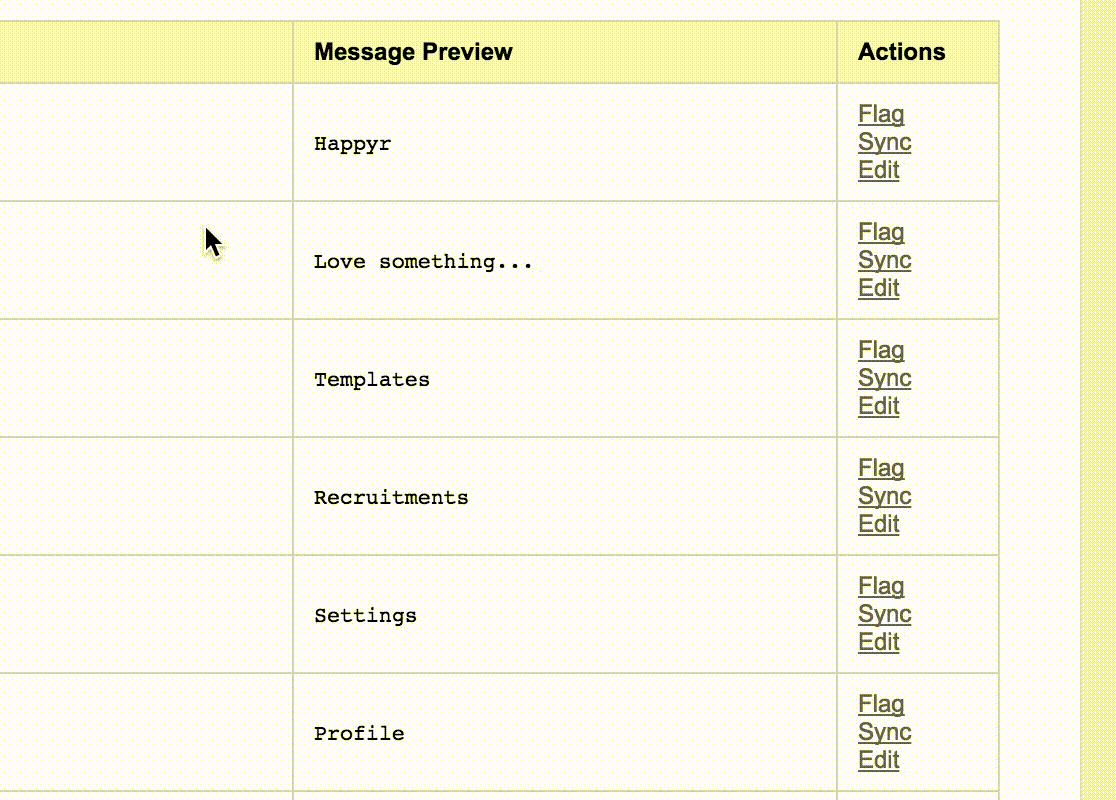 Message Preview
Actions
Happyr
Flag
Sync
Edit
Love something...
Flag
Sync
Edit
Templates
Flag
Sync
Edit
Recruitments
Flag
Sync
Edit
Settings
Flag
Sync
Edit
Profile
Flag
Sync
Edit